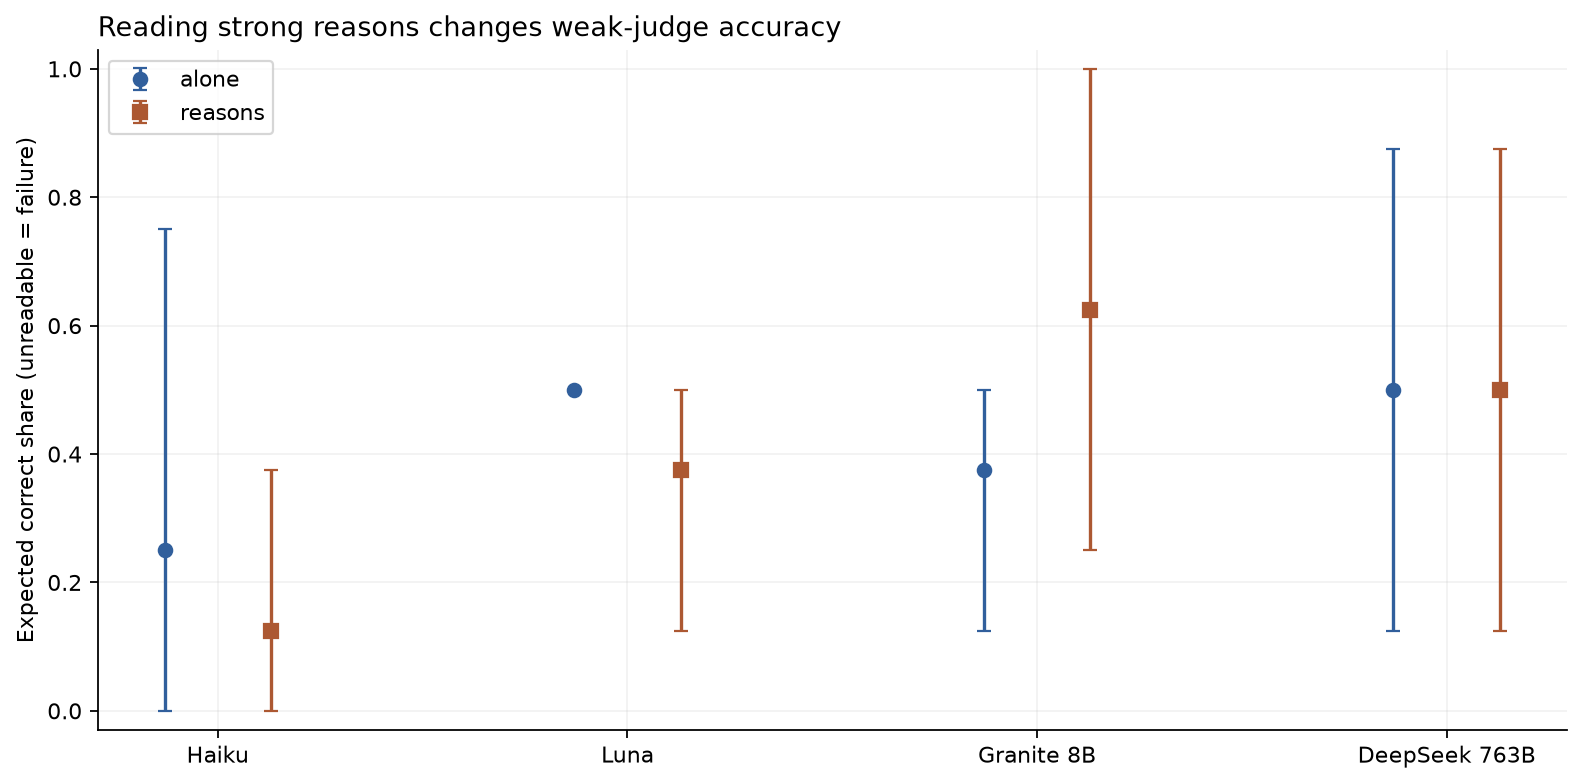 Reading strong reasons changes weak-judge accuracy
alone
reasons
Expected correct share (unreadable = failure)
1.0
0.8
0.6
0.4
0.2
0.0
Haiku
Luna
Granite 8B
DeepSeek 763B